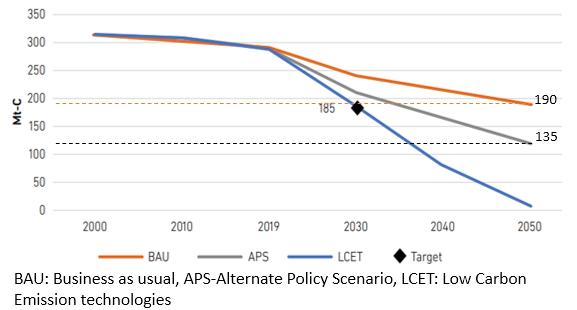 350
300
250
200
150
100
50
0
Mt-C
190
185
135
2000 2010 2019 2030 2040 2050
BAU APS LCET Target
BAU: Business as usual, APS-Alternate Policy Scenario, LCET: Low Carbon
Emission technologies